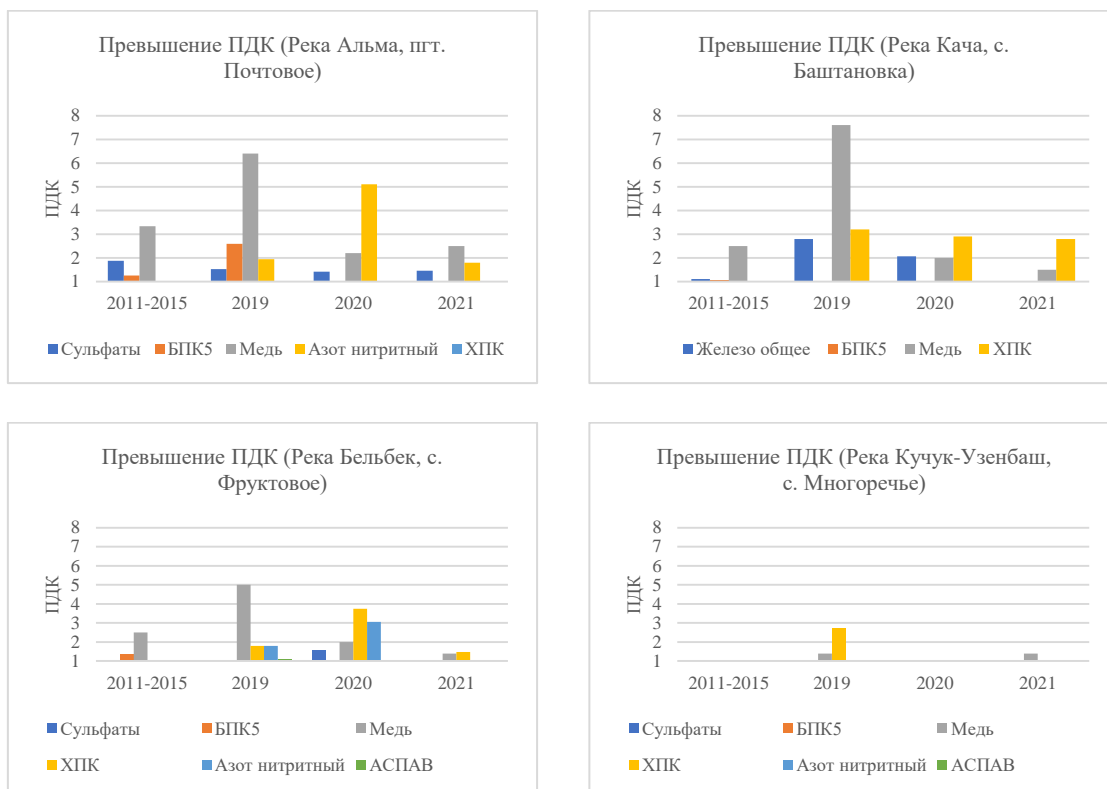 Превышение ПДК (Река Альма, пгт.
Почтовое)
8
7
6
5
4
3
2
1
ПДК
2011-2015 2019 2020 2021
Сульфаты БПК5 Медь Азот нитритный ХПК
Превышение ПДК (Река Кача, с.
Баштановка)
8
7
6
5
4
3
2
1
ПДК
2011-2015 2019 2020 2021
Железо общее БПК5 Медь ХПК
Превышение ПДК (Река Бельбек, с.
Фруктовое)
8
7
6
5
4
3
2
1
ПДК
2011-2015 2019 2020 2021
Сульфаты БПК5 Медь
ХПК Азот нитритный АСПАВ
Превышение ПДК (Река Кучук-Узенбаш,
с. Многоречье)
8
7
6
5
4
3
2
1
ПДК
2011-2015 2019 2020 2021
Сульфаты БПК5 Медь
ХПК Азот нитритный АСПАВ